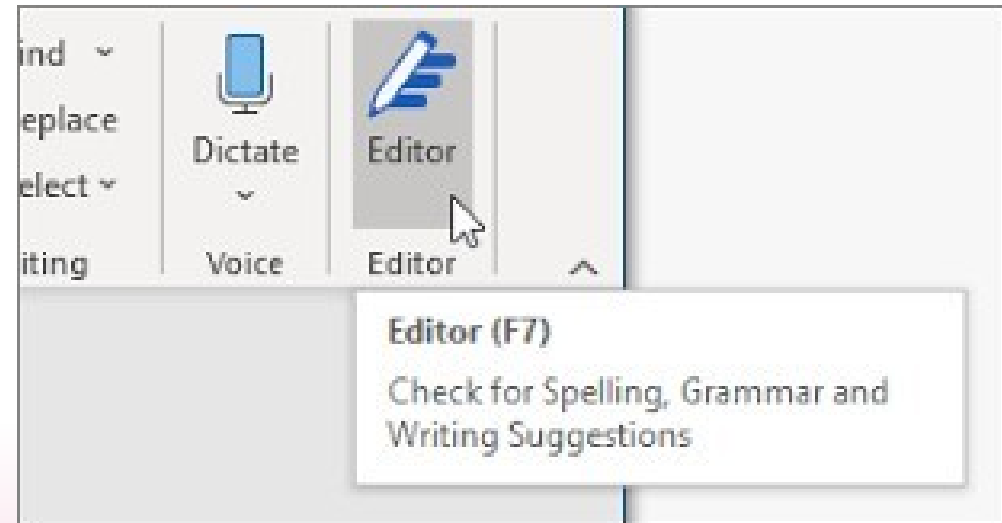 ind
eplace
elect
iting
Dictate
Voice
Editor
Editor
Editor (F7)
Check for Spelling, Grammar and
Writing Suggestions